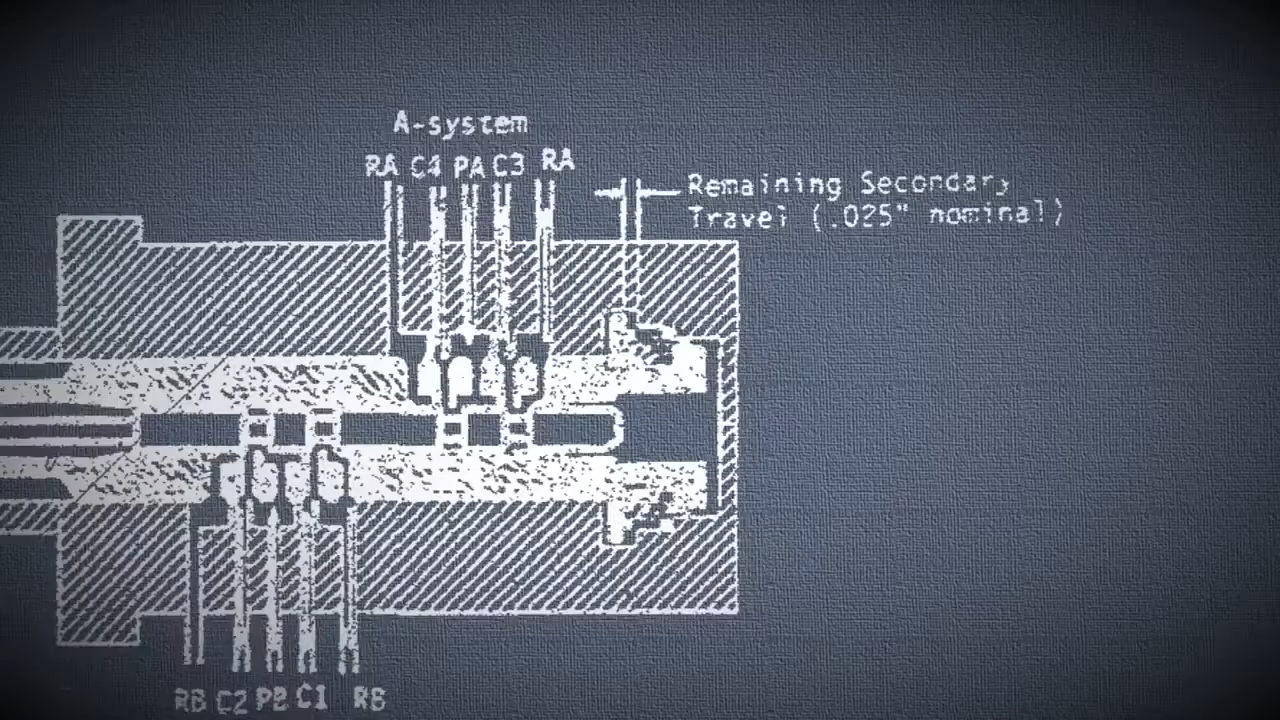 A-system
RA C4 PA C3 RA
Remaining Secondary
Travel (.025" nominal)
RB C2 PB C1 RB